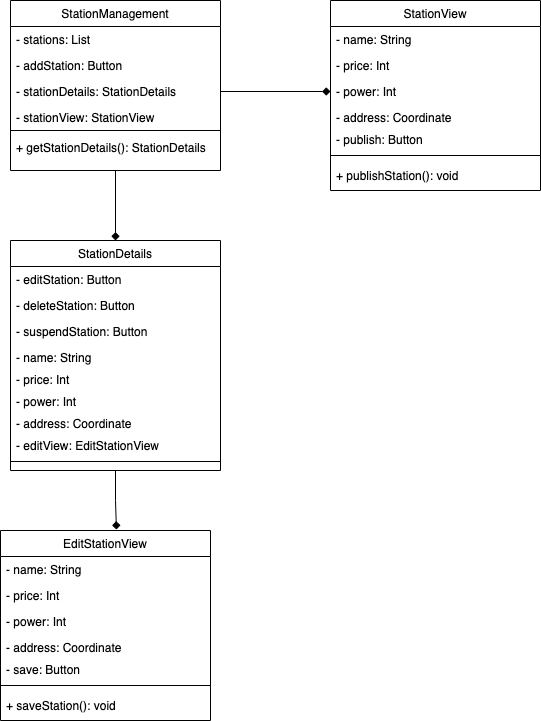 StationManagement
- stations: List
- addStation: Button
- stationDetails: StationDetails
- stationView: StationView
+ getStationDetails(): StationDetails
StationView
- name: String
- price: Int
- power: Int
- address: Coordinate
- publish: Button
+ publishStation(): void
StationDetails
- editStation: Button
- deleteStation: Button
- suspendStation: Button
- name: String
- price: Int
- power: Int
- address: Coordinate
- editView: EditStationView
EditStationView
- name: String
- price: Int
- power: Int
- address: Coordinate
- save: Button
+ saveStation(): void